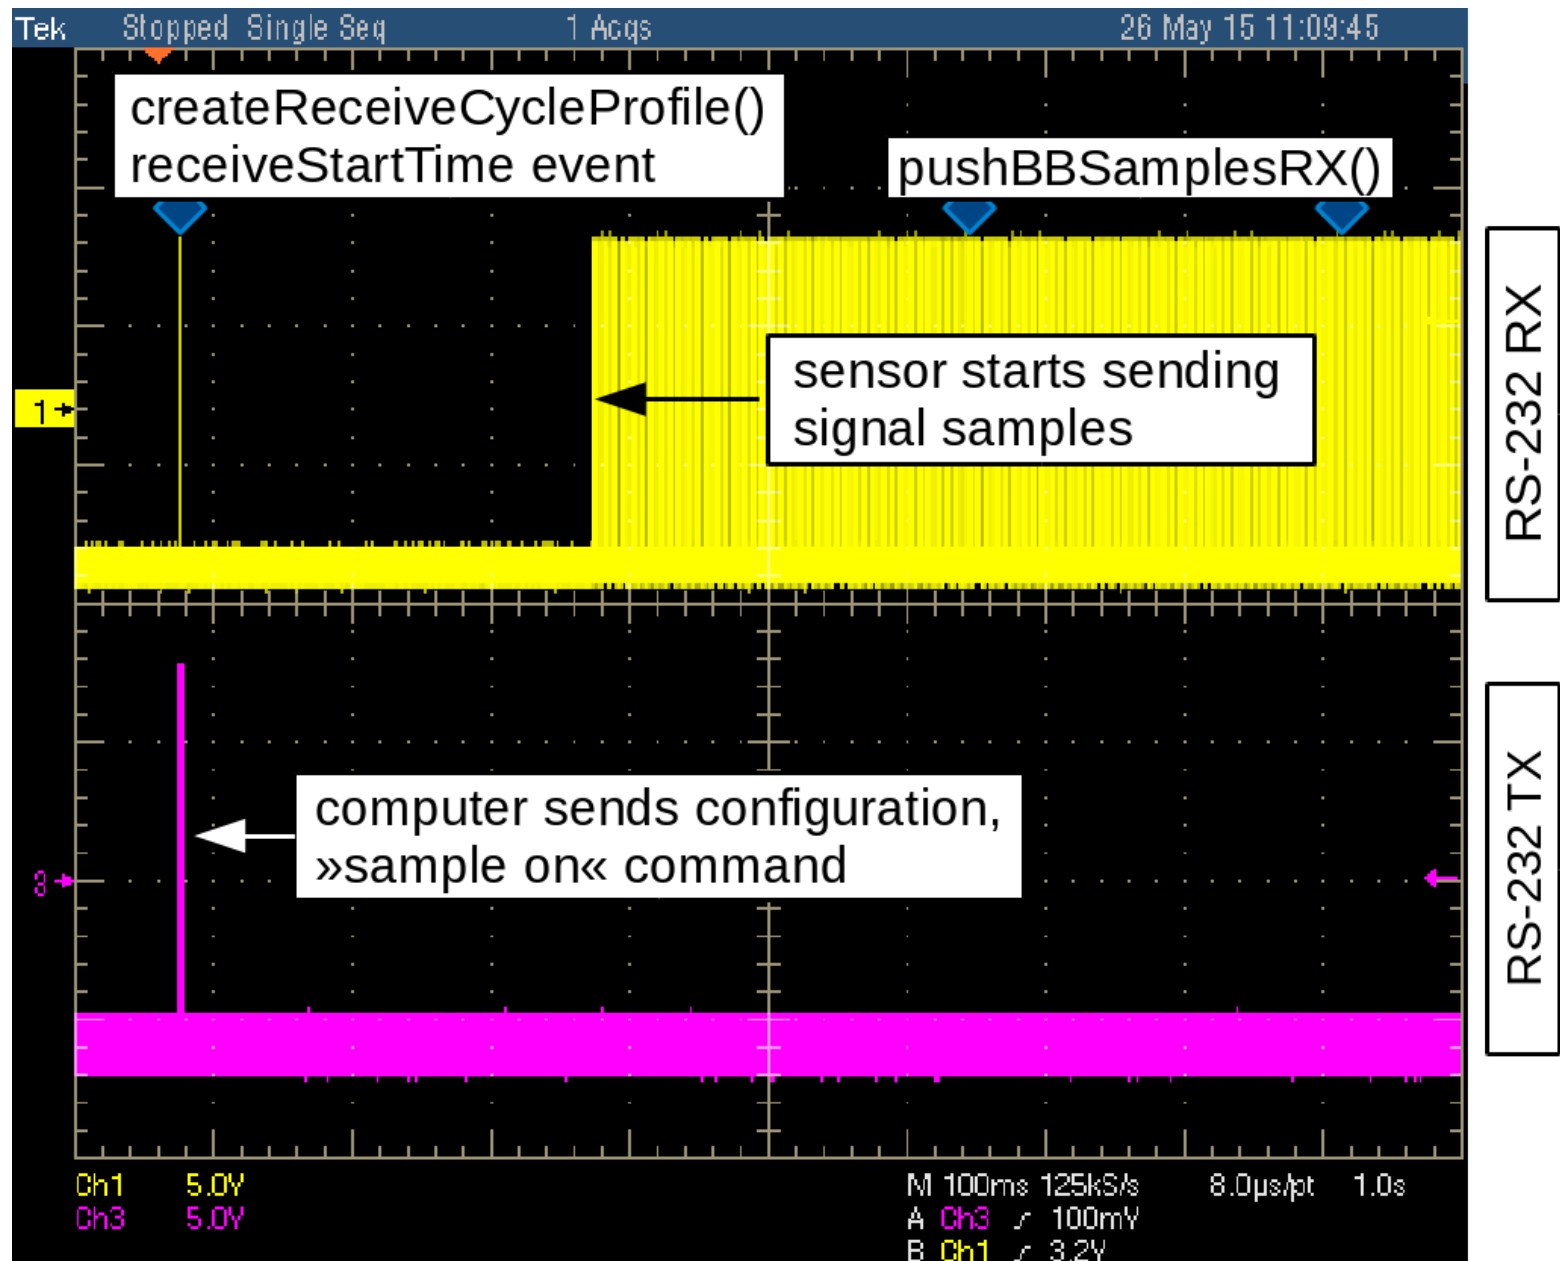 Tek Stopped Single Seq 1 Acqs 26 May 15 11:09:45
createReceiveCycleProfile()
receiveStartTime event
pushBBSamplesRX()
sensor starts sending
signal samples
1
RS-232 RX
computer sends configuration,
»sample on« command
3
RS-232 TX
Ch1 5.0V M 100ms 125kS/s 8.0µs/pt 1.0s
Ch3 5.0V A Ch3 100mV
B Ch1 3.2V